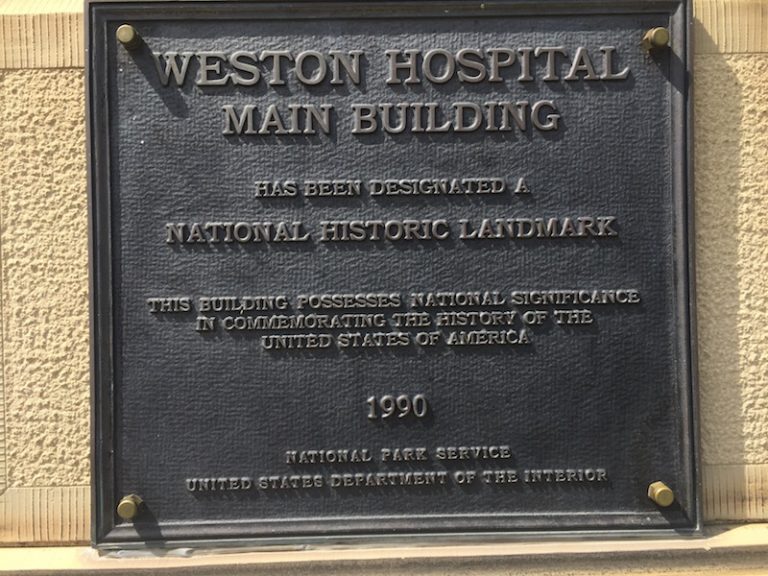 WESTON HOSPITAL
MAIN BUILDING
HAS BEEN DESIGNATED A
NATIONAL HISTORIC LANDMARK
THIS BUILDING POSSESSES NATIONAL SIGNIFICANCE
IN COMMEMORATING THE HISTORY OF THE
UNITED STATES OF AMERICA
1990
NATIONAL PARK SERVICE
UNITED STATES DEPARTMENT OF THE INTERIOR